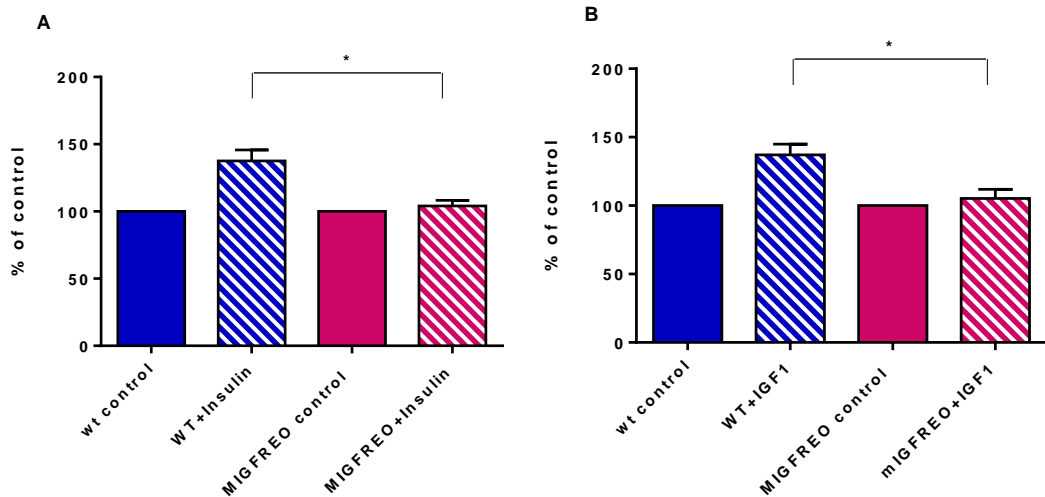 A
*
% of control
200
150
100
50
0
wt control
WT+Insulin
MIGFREO control
MIGFREO+Insulin
B
*
% of control
200
150
100
50
0
wt control
WT+IGF1
MIGFREO control
mIGFREO+IGF1